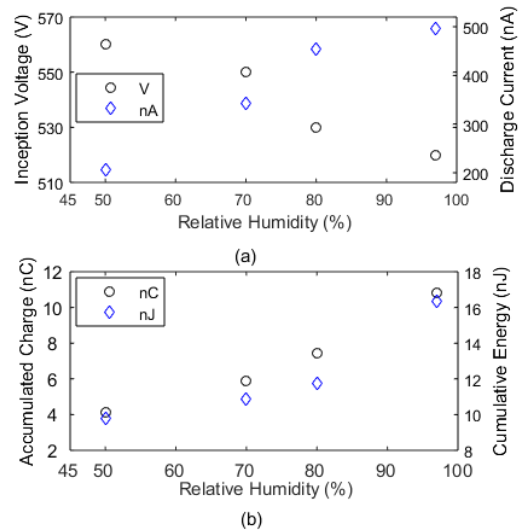 Inception Voltage (V)
570
550
530
510
V
nA
500
400
300
200
Discharge Current (nA)
45 50 60 70 80 90 100
Relative Humidity (%)
(a)
Accumulated Charge (nC)
12
10
8
6
4
2
nC
nJ
18
16
14
12
10
8
Cumulative Energy (nJ)
45 50 60 70 80 90 100
Relative Humidity (%)
(b)